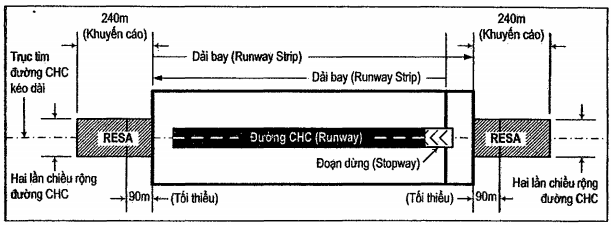 240m
(Khuyến cáo)
240m
(Khuyến cáo)
Dải bay (Runway Strip)
Trục tim
đường CHC
kéo dài
Dải bay (Runway Strip)
RESA
Đường CHC (Runway)
RESA
Đoạn dừng (Stopway)
Hai lần chiều rộng
đường CHC
90m
(Tối thiểu)
(Tối thiểu)
90m
Hai lần chiều rộng
đường CHC